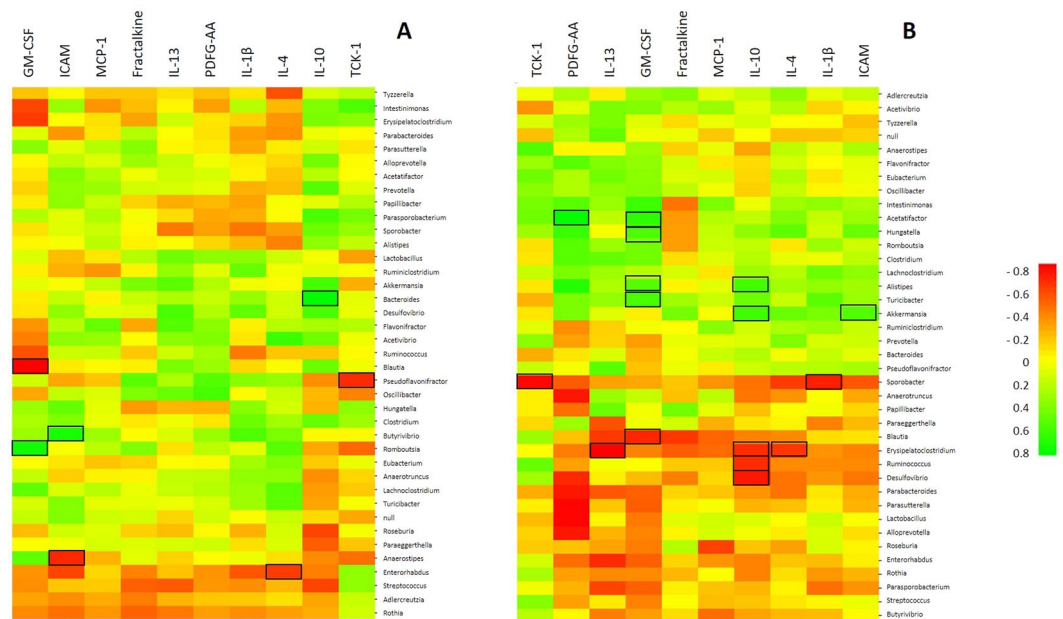 A
GM-CSF
ICAM
MCP-1
Fractalkine
IL-13
PDFG-AA
IL-1β
IL-4
IL-10
TCK-1
Tyzzerella
Intestinimonas
Erysipelatoclostridium
Parabacteroides
Parasutterella
Alloprevotella
Acetatifactor
Prevotella
Papillibacter
Parasporobacterium
Sporobacter
Alistipes
Lactobacillus
Ruminiclostridium
Akkermansia
Bacteroides
Desulfovibrio
Flavonifractor
Acetivibrio
Ruminococcus
Blautia
Pseudoflavonifractor
Oscillibacter
Hungatella
Clostridium
Butyrivibrio
Romboutsia
Eubacterium
Anaerotruncus
Lachnoclostridium
Turicibacter
null
Roseburia
Paraeggerthella
Anaerostipes
Enterorhabdus
Streptococcus
Adlercreutzia
Rothia
B
TCK-1
PDFG-AA
IL-13
GM-CSF
Fractalkine
MCP-1
IL-10
IL-4
IL-1β
ICAM
Adlercreutzia
Acetivibrio
Tyzzerella
null
Anaerostipes
Flavonifractor
Eubacterium
Oscillibacter
Intestinimonas
Acetatifactor
Hungatella
Romboutsia
Clostridium
Lachnoclostridium
Alistipes
Turicibacter
Akkermansia
Ruminiclostridium
Prevotella
Bacteroides
Pseudoflavonifractor
Sporobacter
Anaerotruncus
Papillibacter
Paraeggerthella
Blautia
Erysipelatoclostridium
Ruminococcus
Desulfovibrio
Parabacteroides
Parasutterella
Lactobacillus
Alloprevotella
Roseburia
Enterorhabdus
Rothia
Parasporobacterium
Streptococcus
Butyrivibrio
- 0.8
- 0.6
- 0.4
- 0.2
0
0.2
0.4
0.6
0.8